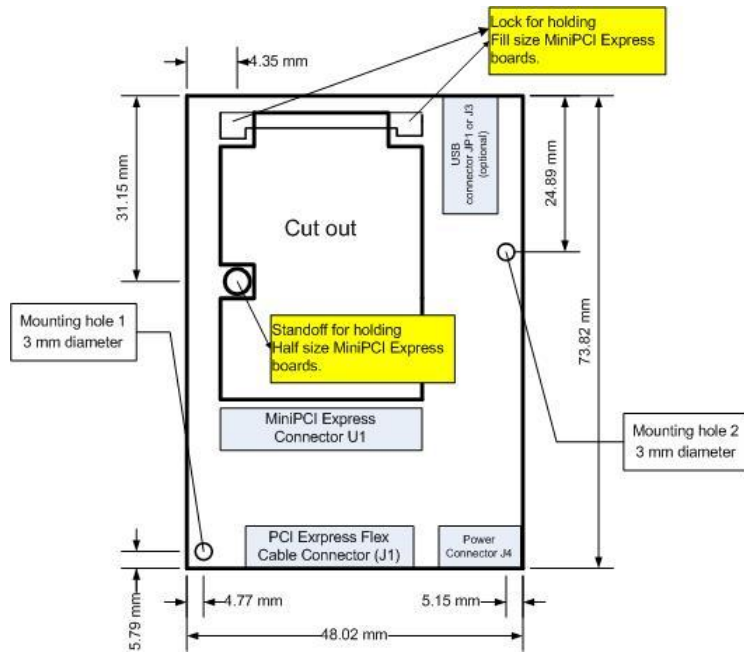 Lock for holding
Fill size MiniPCI Express
boards.
4.35 mm
31.15 mm
USB
connector JP1 or J3
(optional)
24.89 mm
Cut out
73.82 mm
Mounting hole 1
3 mm diameter
Standoff for holding
Half size MiniPCI Express
boards.
MiniPCI Express
Connector U1
Mounting hole 2
3 mm diameter
PCI Exrpress Flex
Cable Connector (J1)
Power
Connector J4
5.79 mm
4.77 mm
5.15 mm
48.02 mm